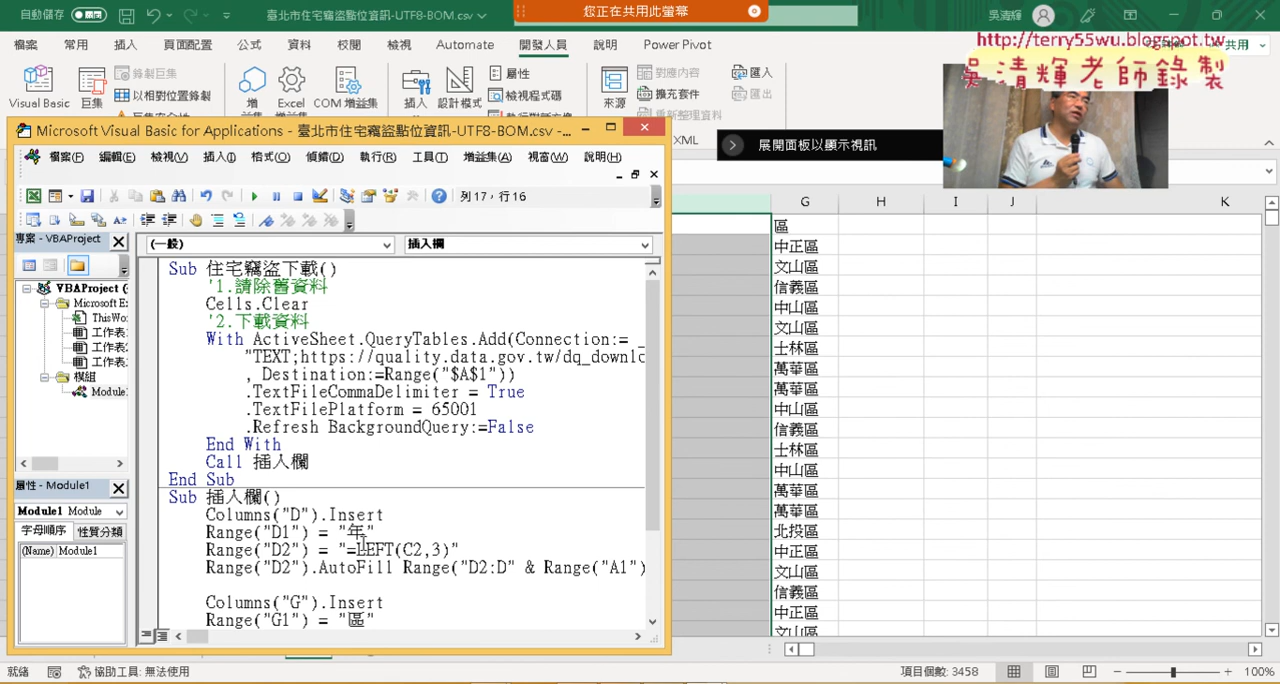 自動儲存
臺北市住宅竊盜點位資訊-UTF8-BOM.csv
您正在共用此螢幕
吳清輝
檔案 常用 插入 頁面配置 公式 資料 校閱 檢視 Automate 開發人員 說明 Power Pivot 共用
http://terry55wu.blogspot.tw
吳清輝老師錄製
Visual Basic 巨集 錄製巨集 以相對位置錄製
增 Excel COM 增益集 插入 設計模式 屬性 檢視程式碼
來源 對應內容 擴充套件 重新整理資料 匯入 匯出
XML
展開面板以顯示視訊
Microsoft Visual Basic for Applications - 臺北市住宅竊盜點位資訊-UTF8-BOM.csv -...
檔案(F) 編輯(E) 檢視(V) 插入(I) 格式(O) 偵錯(D) 執行(R) 工具(T) 增益集(A) 視窗(W) 說明(H)
列 17，行 16
專案 - VBAProject
(一般) 插入欄
VBAProject (
Microsoft E
ThisWo
工作表
工作表
工作表
模組
Module
屬性 - Module1
Module1 Module
字母順序 性質分類
(Name) Module1
Sub 住宅竊盜下載()
'1.請除舊資料
Cells.Clear
'2.下載資料
With ActiveSheet.QueryTables.Add(Connection:= _
"TEXT;https://quality.data.gov.tw/dq_downlo
, Destination:=Range("$A$1"))
.TextFileCommaDelimiter = True
.TextFilePlatform = 65001
.Refresh BackgroundQuery:=False
End With
Call 插入欄
End Sub
Sub 插入欄()
Columns("D").Insert
Range("D1") = "年"
Range("D2") = "=LEFT(C2,3)"
Range("D2").AutoFill Range("D2:D" & Range("A1")
Columns("G").Insert
Range("G1") = "區"
G H I J K
區
中正區
文山區
信義區
中山區
文山區
士林區
萬華區
萬華區
中山區
信義區
士林區
中山區
萬華區
萬華區
北投區
中正區
文山區
信義區
中正區
文山區
就緒 協助工具: 無法使用 項目個數: 3458 100%